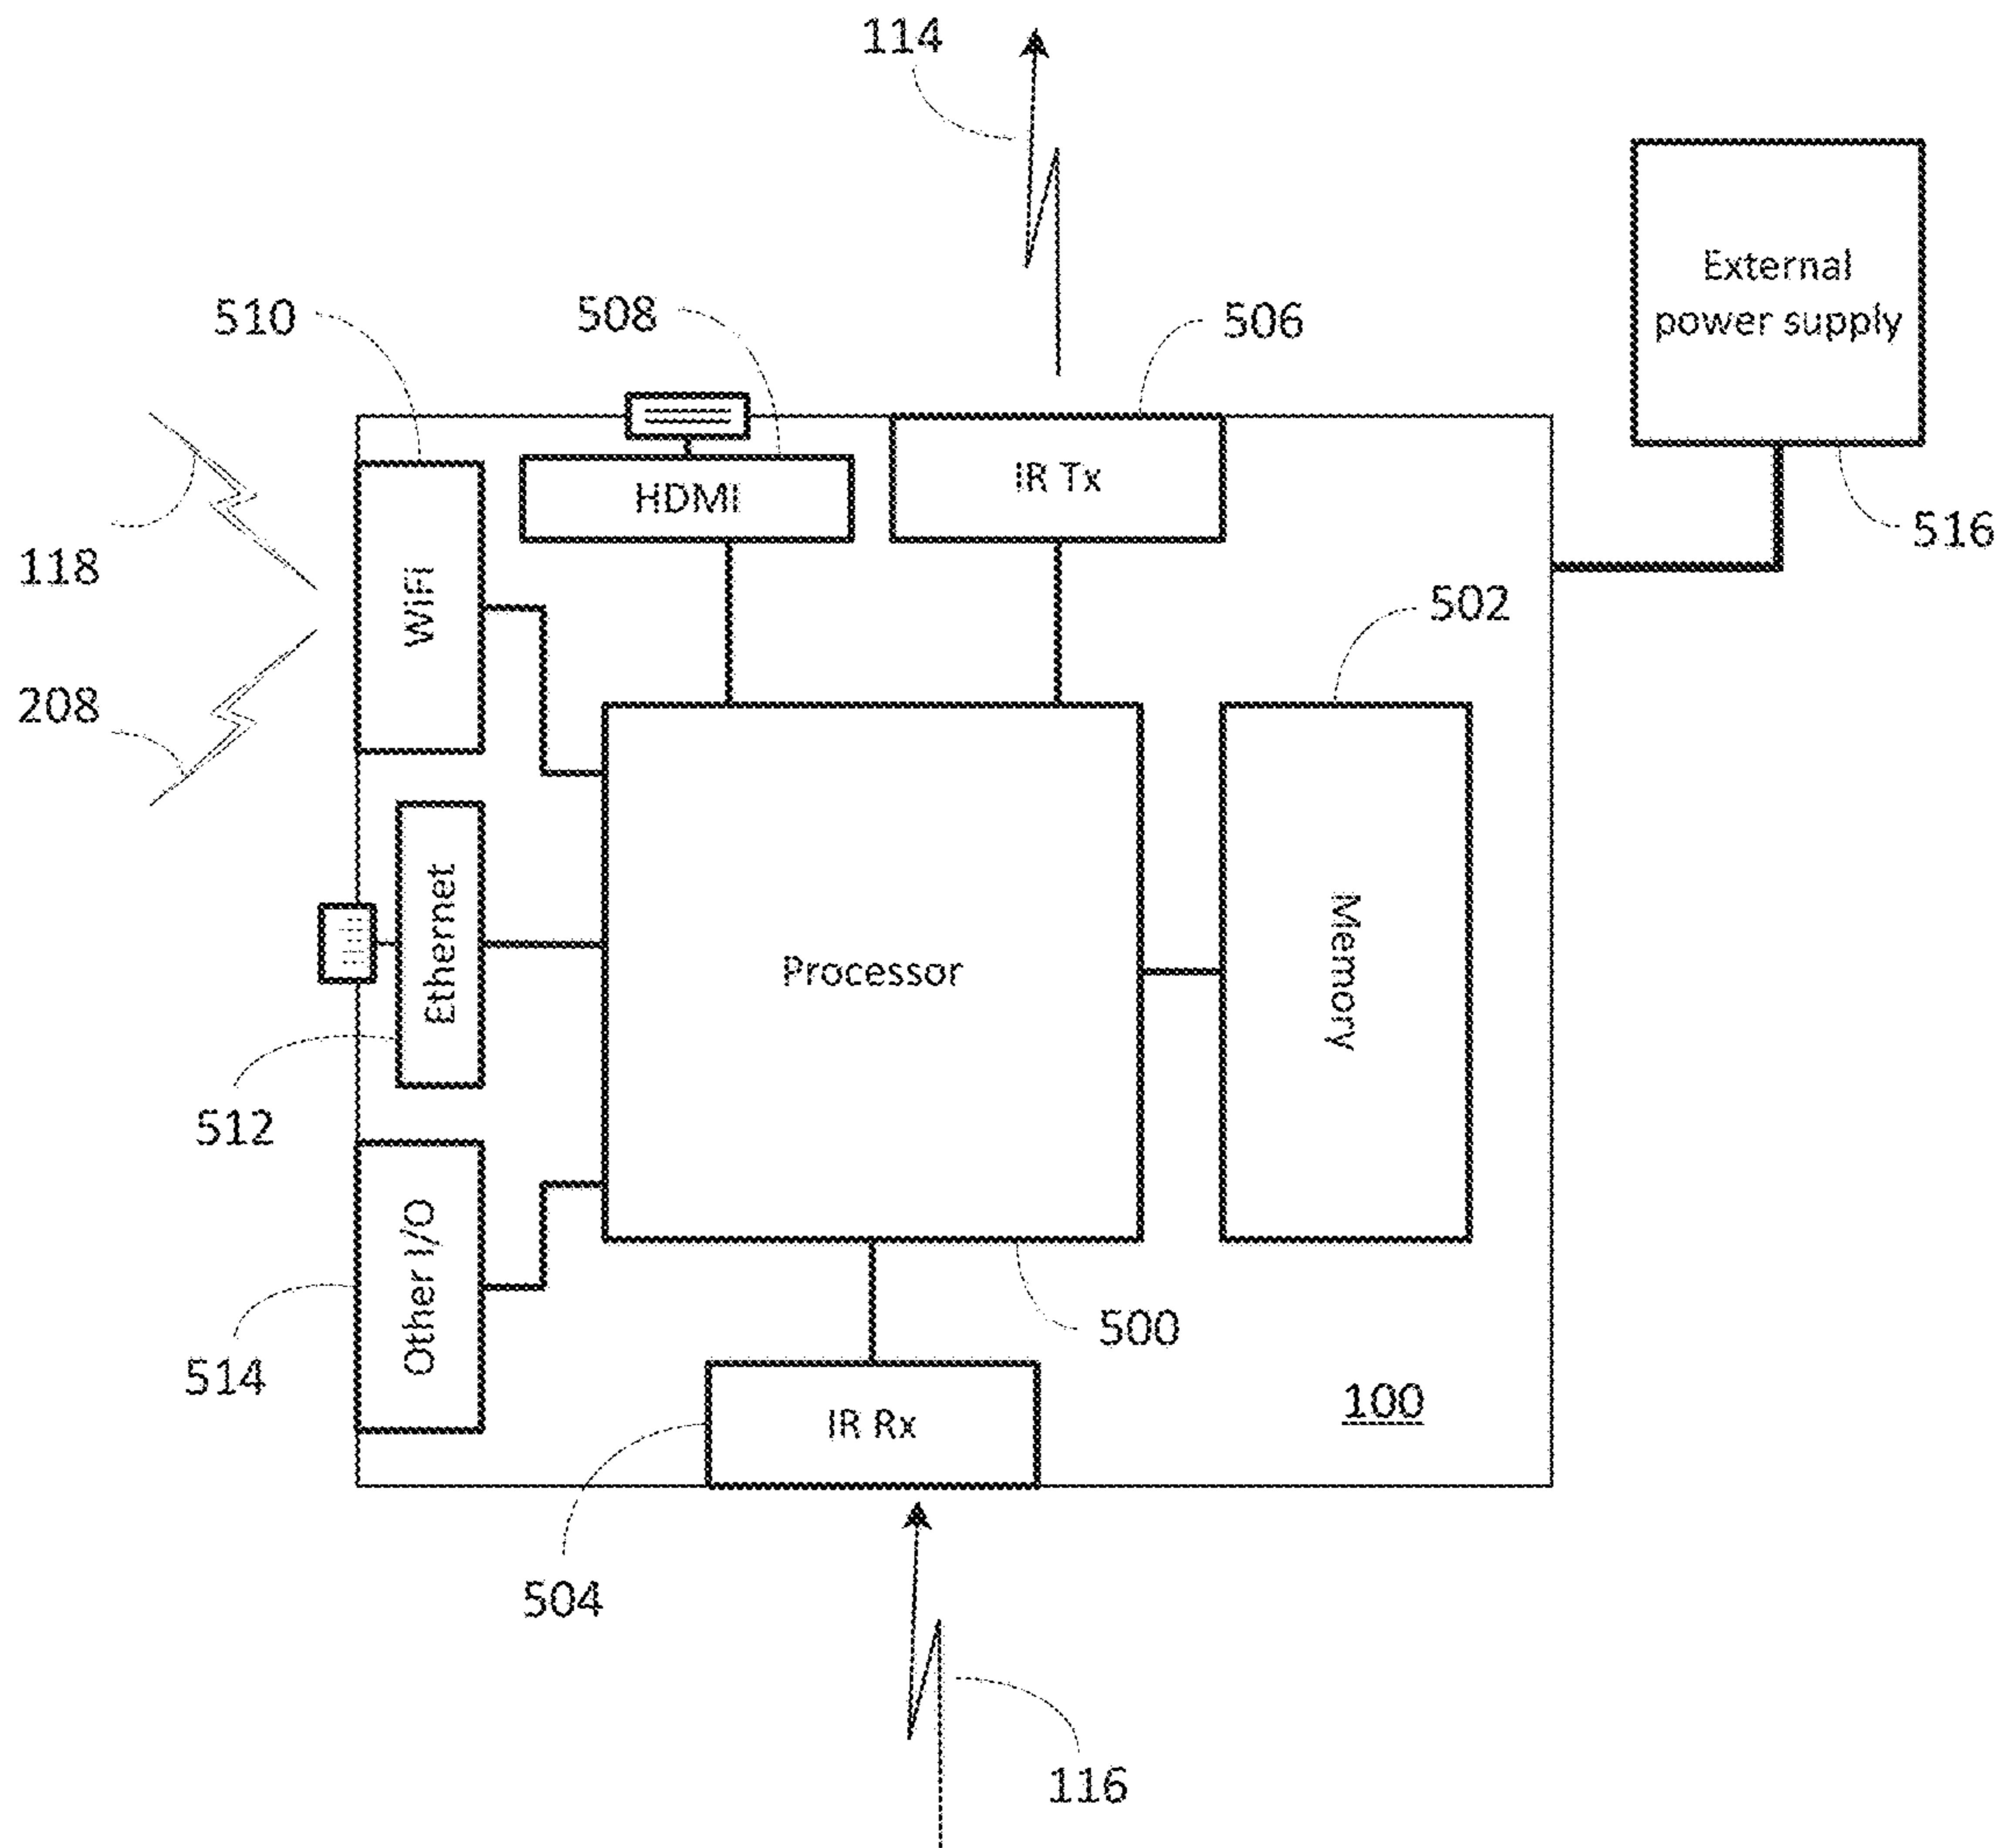 114
External
power supply
510
508
506
HDMI
IR Tx
516
118
WiFi
502
208
Ethernet
Processor
Memory
512
Other I/O
514
500
IR Rx
100
504
116